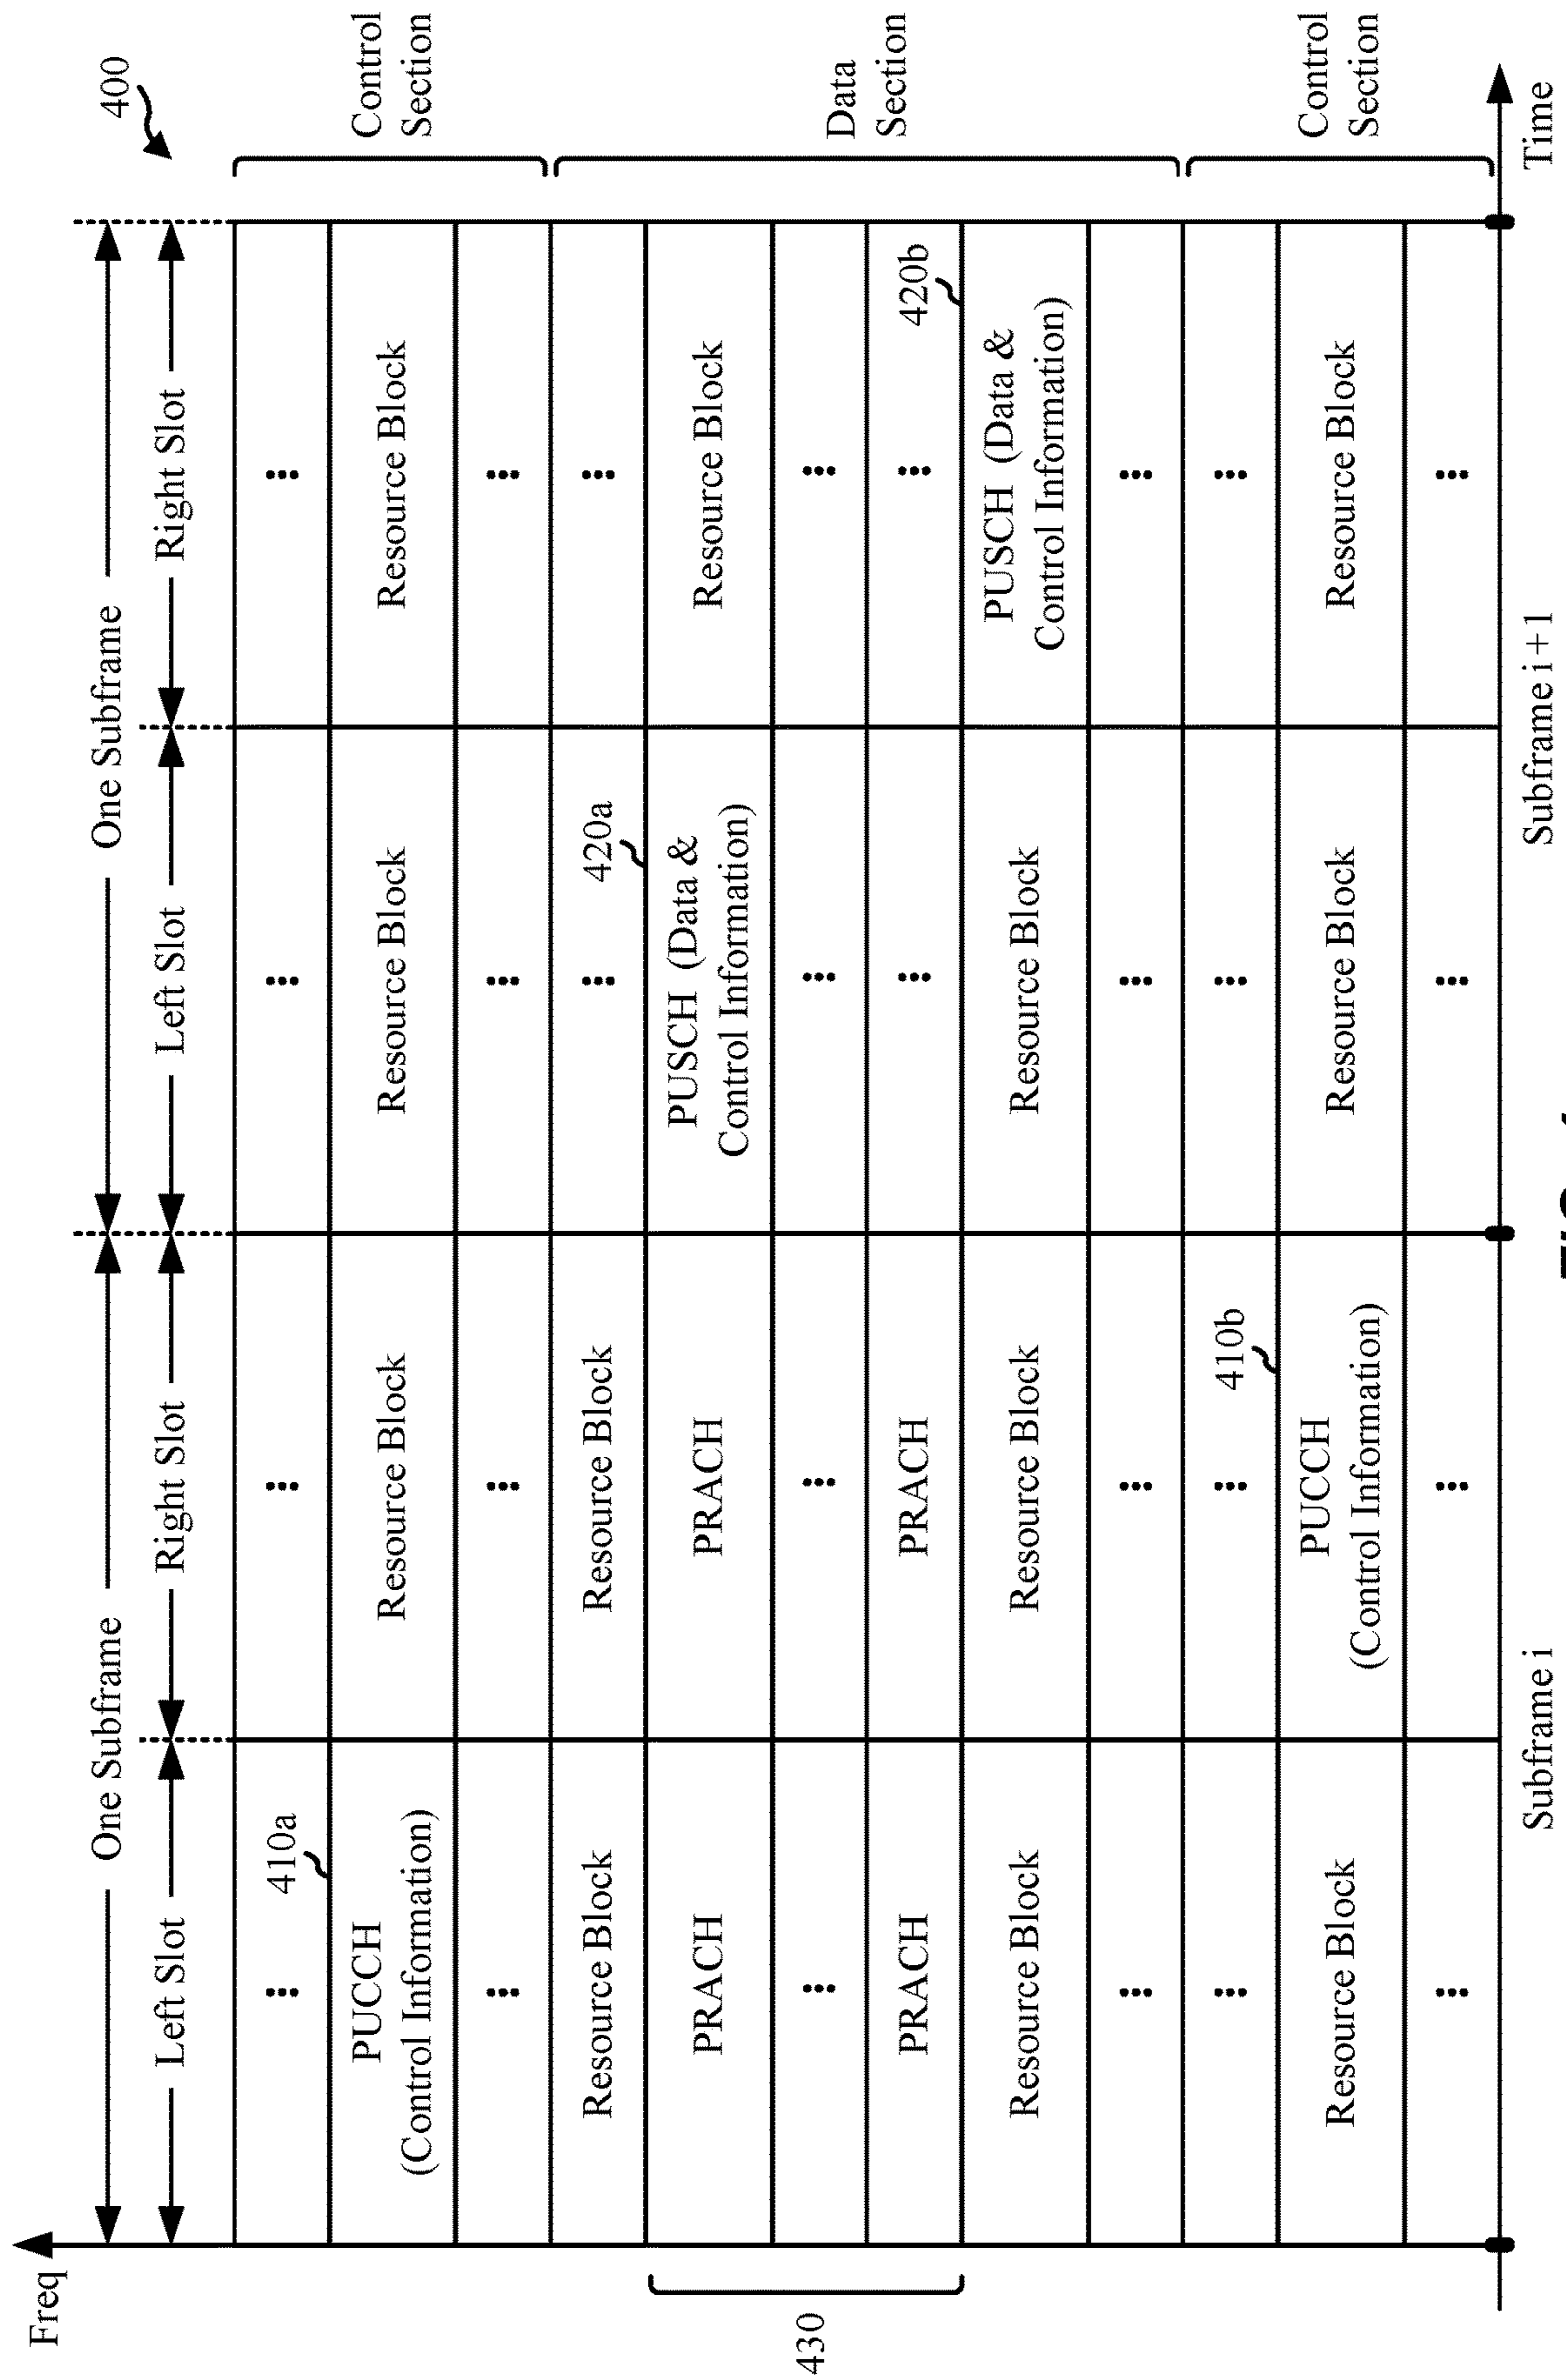 400
One Subframe
One Subframe
Left Slot
Right Slot
Left Slot
Right Slot
Freq
Control
Section
Data
Section
Control
Section
⋮
⋮
⋮
⋮
410a
PUCCH
(Control Information)
Resource Block
Resource Block
Resource Block
⋮
⋮
⋮
⋮
Resource Block
Resource Block
⋮
⋮
420a
430
PRACH
PRACH
PUSCH (Data &
Control Information)
Resource Block
⋮
⋮
⋮
⋮
PRACH
PRACH
⋮
⋮
420b
Resource Block
Resource Block
Resource Block
PUSCH (Data &
Control Information)
⋮
⋮
⋮
⋮
⋮
⋮
⋮
⋮
410b
Resource Block
PUCCH
(Control Information)
Resource Block
Resource Block
⋮
⋮
⋮
⋮
Subframe i
Subframe i+1
Time